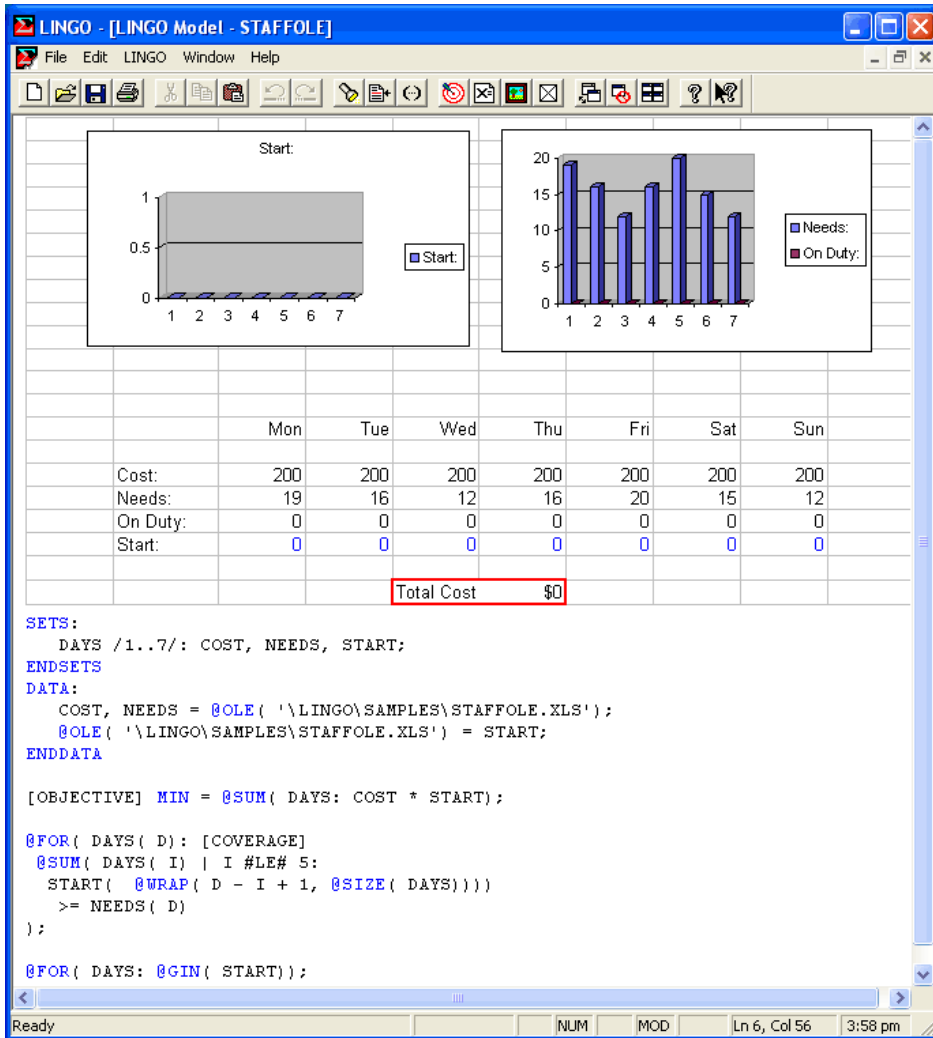 LINGO - [LINGO Model - STAFFOLE]
File Edit LINGO Window Help
Start:
1
0.5
0
1 2 3 4 5 6 7
Start:
20
15
10
5
0
1 2 3 4 5 6 7
Needs:
On Duty:
Mon Tue Wed Thu Fri Sat Sun
Cost: 200 200 200 200 200 200 200
Needs: 19 16 12 16 20 15 12
On Duty: 0 0 0 0 0 0 0
Start: 0 0 0 0 0 0 0
Total Cost $0
SETS:
DAYS /1..7/: COST, NEEDS, START;
ENDSETS
DATA:
COST, NEEDS = @OLE( '\LINGO\SAMPLES\STAFFOLE.XLS');
@OLE( '\LINGO\SAMPLES\STAFFOLE.XLS') = START;
ENDDATA
[OBJECTIVE] MIN = @SUM( DAYS: COST * START);
@FOR( DAYS( D): [COVERAGE]
@SUM( DAYS( I) | I #LE# 5:
START( @WRAP( D - I + 1, @SIZE( DAYS))))
>= NEEDS( D)
);
@FOR( DAYS: @GIN( START));
Ready NUM MOD Ln 6, Col 56 3:58 pm